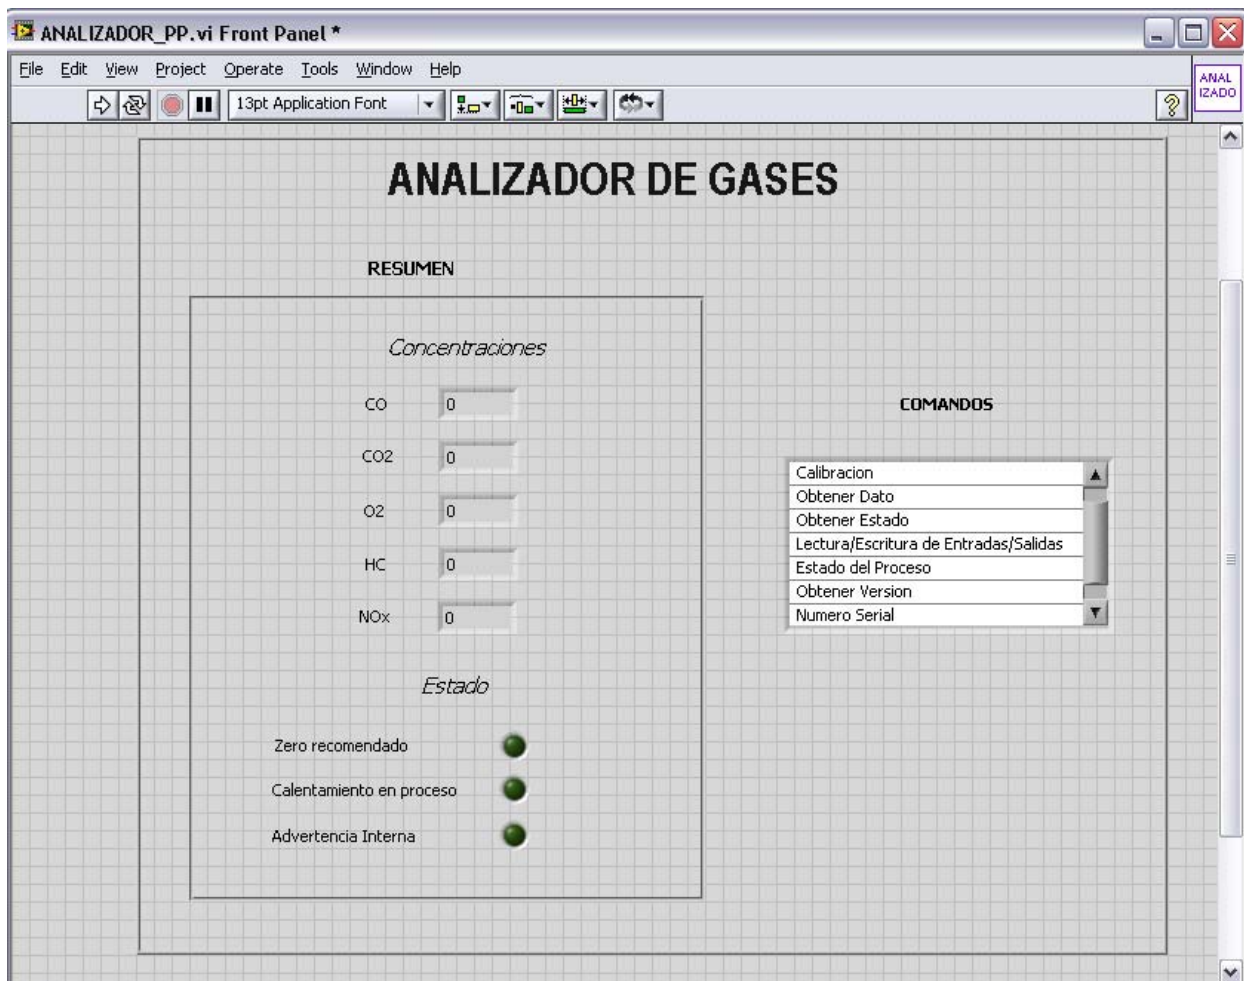 ANALIZADOR_PP.vi Front Panel *
File Edit View Project Operate Tools Window Help
13pt Application Font
?
ANAL
IZADO
ANALIZADOR DE GASES
RESUMEN
Concentraciones
CO 0
CO2 0
O2 0
HC 0
NOx 0
Estado
Zero recomendado
Calentamiento en proceso
Advertencia Interna
COMANDOS
Calibracion
Obtener Dato
Obtener Estado
Lectura/Escritura de Entradas/Salidas
Estado del Proceso
Obtener Version
Numero Serial